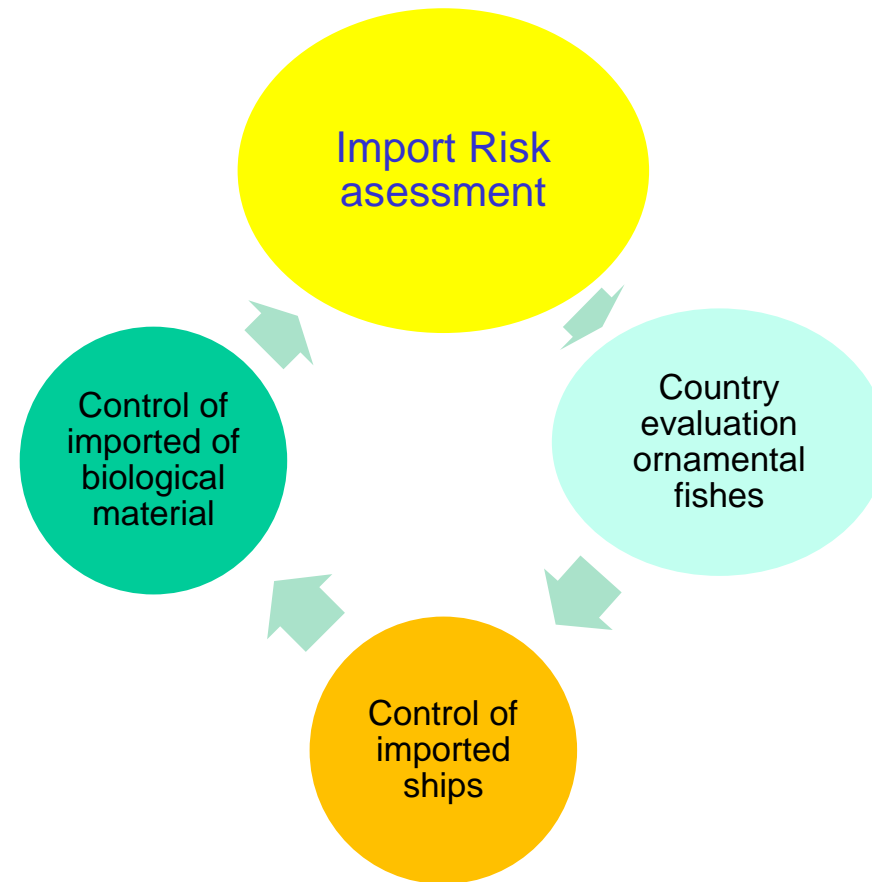 Import Risk
asessment
Country
evaluation
ornamental
fishes
Control of
imported
ships
Control of
imported of
biological
material